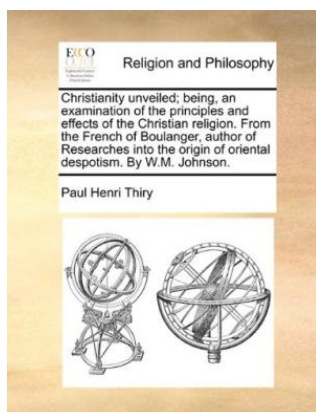 ECCO
Religion and Philosophy
Christianity unveiled; being, an
examination of the principles and
effects of the Christian religion. From
the French of Boulanger, author of
Researches into the origin of oriental
despotism. By W.M. Johnson.
Paul Henri Thiry